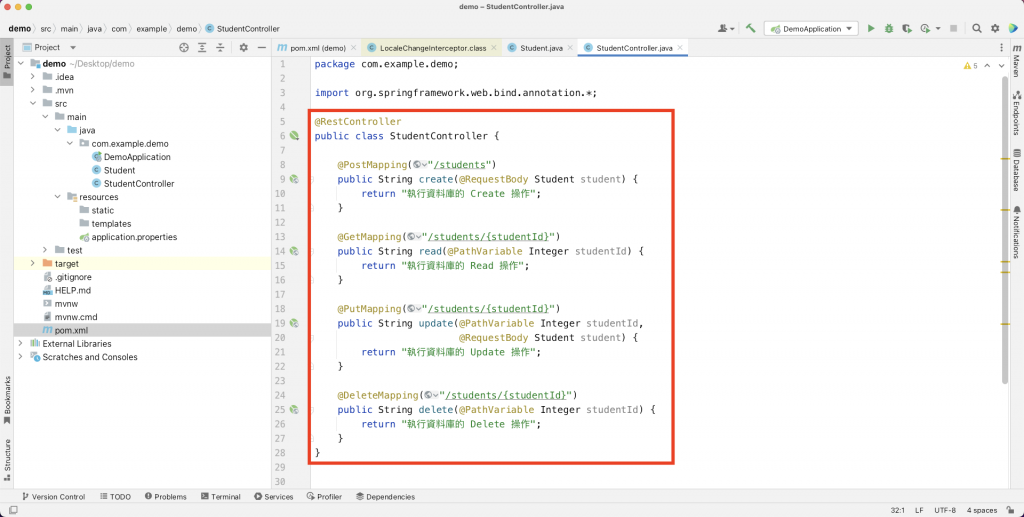 demo – StudentController.java
demo
src
main
java
com
example
demo
StudentController
DemoApplication
Project
pom.xml (demo)
LocaleChangeInterceptor.class
Student.java
StudentController.java
Project
demo ~/Desktop/demo
.idea
.mvn
src
main
java
com.example.demo
DemoApplication
Student
StudentController
resources
static
templates
application.properties
test
target
.gitignore
HELP.md
mvnw
mvnw.cmd
pom.xml
External Libraries
Scratches and Consoles
5
1 package com.example.demo;
2
3 import org.springframework.web.bind.annotation.*;
4
5 @RestController
6 public class StudentController {
7
8 @PostMapping("/students")
9 public String create(@RequestBody Student student) {
10 return "執行資料庫的 Create 操作";
11 }
12
13 @GetMapping("/students/{studentId}")
14 public String read(@PathVariable Integer studentId) {
15 return "執行資料庫的 Read 操作";
16 }
17
18 @PutMapping("/students/{studentId}")
19 public String update(@PathVariable Integer studentId,
20 @RequestBody Student student) {
21 return "執行資料庫的 Update 操作";
22 }
23
24 @DeleteMapping("/students/{studentId}")
25 public String delete(@PathVariable Integer studentId) {
26 return "執行資料庫的 Delete 操作";
27 }
28 }
29
30
Maven
Endpoints
Database
Notifications
Bookmarks
Structure
Version Control
TODO
Problems
Terminal
Services
Profiler
Dependencies
32:1 LF UTF-8 4 spaces